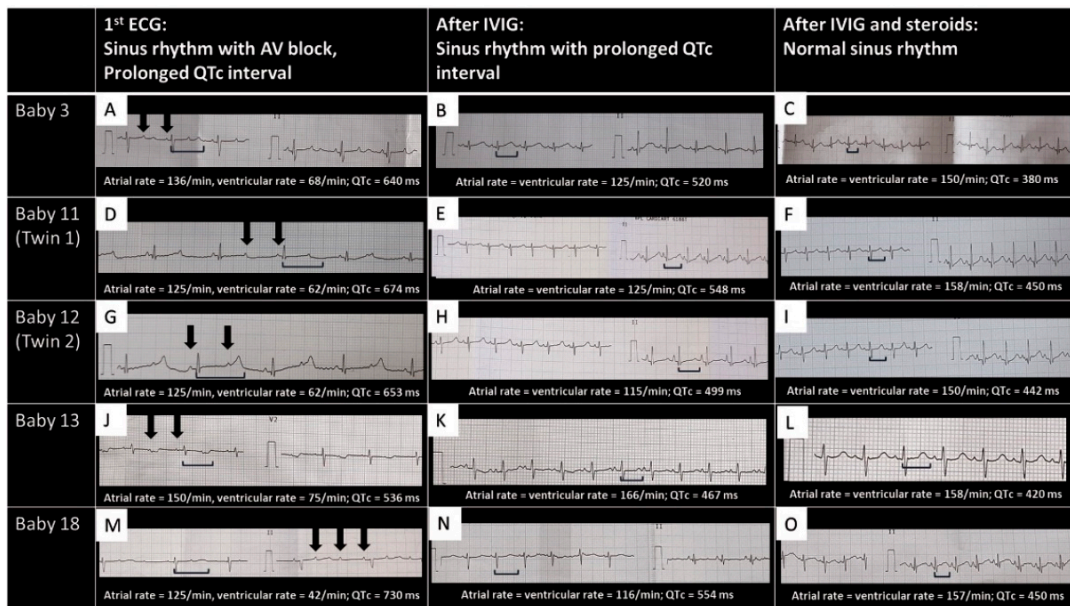 1st ECG:
Sinus rhythm with AV block,
Prolonged QTc interval
After IVIG:
Sinus rhythm with prolonged QTc
interval
After IVIG and steroids:
Normal sinus rhythm
Baby 3
A
Atrial rate = 136/min, ventricular rate = 68/min; QTc = 640 ms
B
II
Atrial rate = ventricular rate = 125/min; QTc = 520 ms
C
Atrial rate = ventricular rate = 150/min; QTc = 380 ms
Baby 11
(Twin 1)
D
Atrial rate = 125/min, ventricular rate = 62/min; QTc = 674 ms
E
Atrial rate = ventricular rate = 125/min; QTc = 548 ms
F
II
Atrial rate = ventricular rate = 158/min; QTc = 450 ms
Baby 12
(Twin 2)
G
Atrial rate = 125/min, ventricular rate = 62/min; QTc = 653 ms
H
Atrial rate = ventricular rate = 115/min; QTc = 499 ms
I
Atrial rate = ventricular rate = 150/min; QTc = 442 ms
Baby 13
J
V2
Atrial rate = 150/min, ventricular rate = 75/min; QTc = 536 ms
K
Atrial rate = ventricular rate = 166/min; QTc = 467 ms
L
Atrial rate = ventricular rate = 158/min; QTc = 420 ms
Baby 18
M
II
Atrial rate = 125/min, ventricular rate = 42/min; QTc = 730 ms
N
II
Atrial rate = ventricular rate = 116/min; QTc = 554 ms
O
II
Atrial rate = ventricular rate = 157/min; QTc = 450 ms